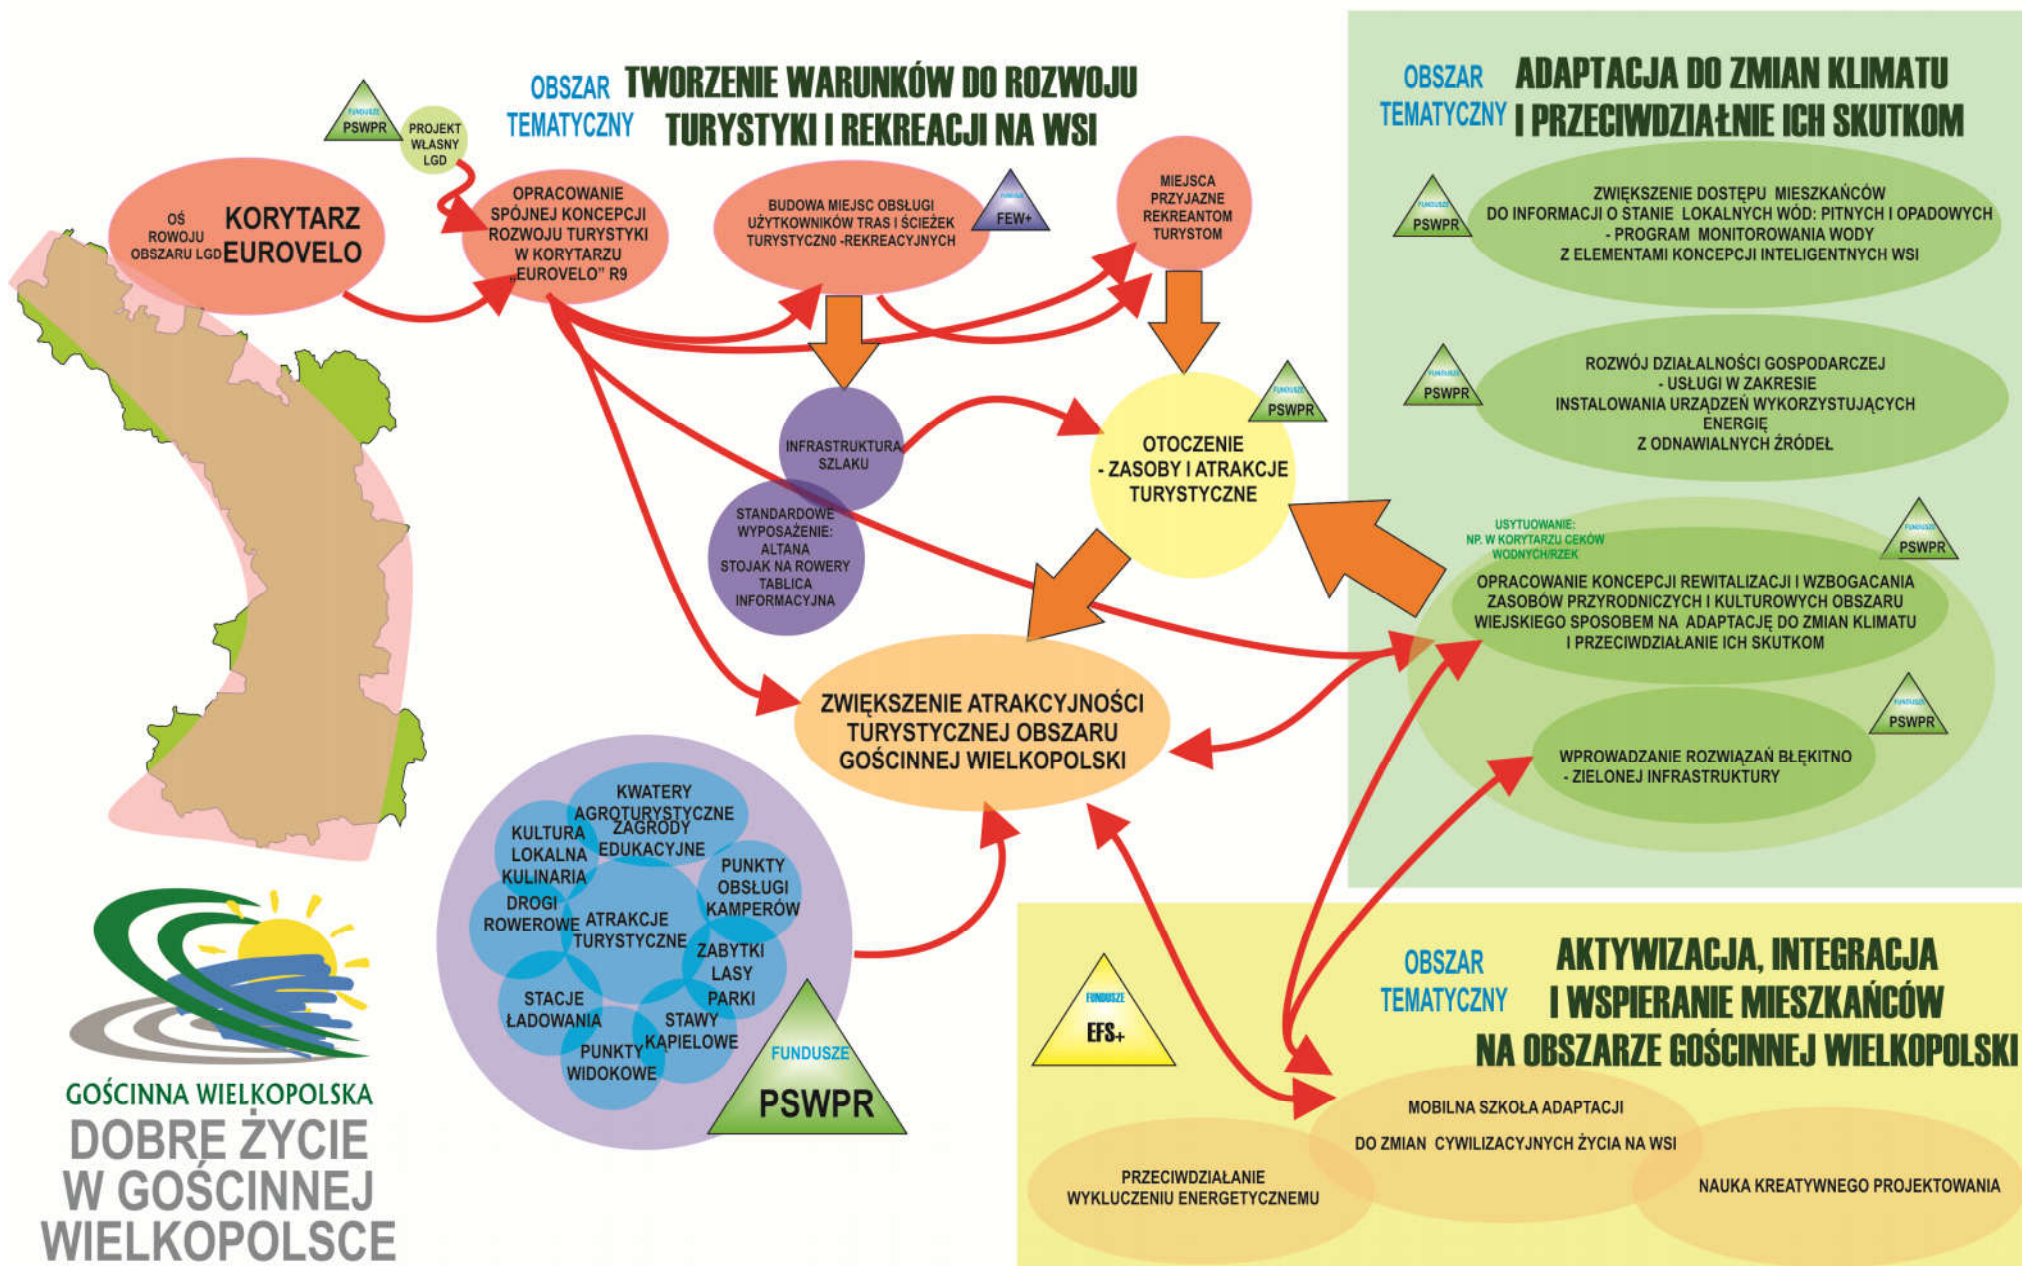 OBSZAR
TEMATYCZNY
TWORZENIE WARUNKÓW DO ROZWOJU
TURYSTYKI I REKREACJI NA WSI
FUNDUSZE
PSWPR
PROJEKT
WŁASNY
LGD
OŚ
ROWOJU
OBSZARU LGD
KORYTARZ
EUROVELO
OPRACOWANIE
SPÓJNEJ KONCEPCJI
ROZWOJU TURYSTYKI
W KORYTARZU
„EUROVELO” R9
BUDOWA MIEJSC OBSŁUGI
UŻYTKOWNIKÓW TRAS I ŚCIEŻEK
TURYSTYCZN0 -REKREACYJNYCH
FUNDUSZE
FEW+
MIEJSCA
PRZYJAZNE
REKREANTOM
TURYSTOM
INFRASTRUKTURA
SZLAKU
STANDARDOWE
WYPOSAŻENIE:
ALTANA
STOJAK NA ROWERY
TABLICA
INFORMACYJNA
FUNDUSZE
PSWPR
OTOCZENIE
- ZASOBY I ATRAKCJE
TURYSTYCZNE
ZWIĘKSZENIE ATRAKCYJNOŚCI
TURYSTYCZNEJ OBSZARU
GOŚCINNEJ WIELKOPOLSKI
KWATERY
AGROTURYSTYCZNE
ZAGRODY
EDUKACYJNE
KULTURA
LOKALNA
KULINARIA
PUNKTY
OBSŁUGI
KAMPERÓW
DROGI
ROWEROWE
ATRAKCJE
TURYSTYCZNE
ZABYTKI
LASY
PARKI
STACJE
ŁADOWANIA
STAWY
KĄPIELOWE
PUNKTY
WIDOKOWE
FUNDUSZE
PSWPR
OBSZAR
TEMATYCZNY
ADAPTACJA DO ZMIAN KLIMATU
I PRZECIWDZIAŁNIE ICH SKUTKOM
FUNDUSZE
PSWPR
ZWIĘKSZENIE DOSTĘPU MIESZKAŃCÓW
DO INFORMACJI O STANIE LOKALNYCH WÓD: PITNYCH I OPADOWYCH
- PROGRAM MONITOROWANIA WODY
Z ELEMENTAMI KONCEPCJI INTELIGENTNYCH WSI
FUNDUSZE
PSWPR
ROZWÓJ DZIAŁALNOŚCI GOSPODARCZEJ
- USŁUGI W ZAKRESIE
INSTALOWANIA URZĄDZEŃ WYKORZYSTUJĄCYCH
ENERGIĘ
Z ODNAWIALNYCH ŹRÓDEŁ
USYTUOWANIE:
NP. W KORYTARZU CEKÓW
WODNYCH/RZEK
FUNDUSZE
PSWPR
OPRACOWANIE KONCEPCJI REWITALIZACJI I WZBOGACANIA
ZASOBÓW PRZYRODNICZYCH I KULTUROWYCH OBSZARU
WIEJSKIEGO SPOSOBEM NA ADAPTACJĘ DO ZMIAN KLIMATU
I PRZECIWDZIAŁANIE ICH SKUTKOM
FUNDUSZE
PSWPR
WPROWADZANIE ROZWIĄZAŃ BŁĘKITNO
- ZIELONEJ INFRASTRUKTURY
FUNDUSZE
EFS+
OBSZAR
TEMATYCZNY
AKTYWIZACJA, INTEGRACJA
I WSPIERANIE MIESZKAŃCÓW
NA OBSZARZE GOŚCINNEJ WIELKOPOLSKI
MOBILNA SZKOŁA ADAPTACJI
DO ZMIAN CYWILIZACYJNYCH ŻYCIA NA WSI
PRZECIWDZIAŁANIE
WYKLUCZENIU ENERGETYCZNEMU
NAUKA KREATYWNEGO PROJEKTOWANIA
GOŚCINNA WIELKOPOLSKA
DOBRE ŻYCIE
W GOŚCINNEJ
WIELKOPOLSCE